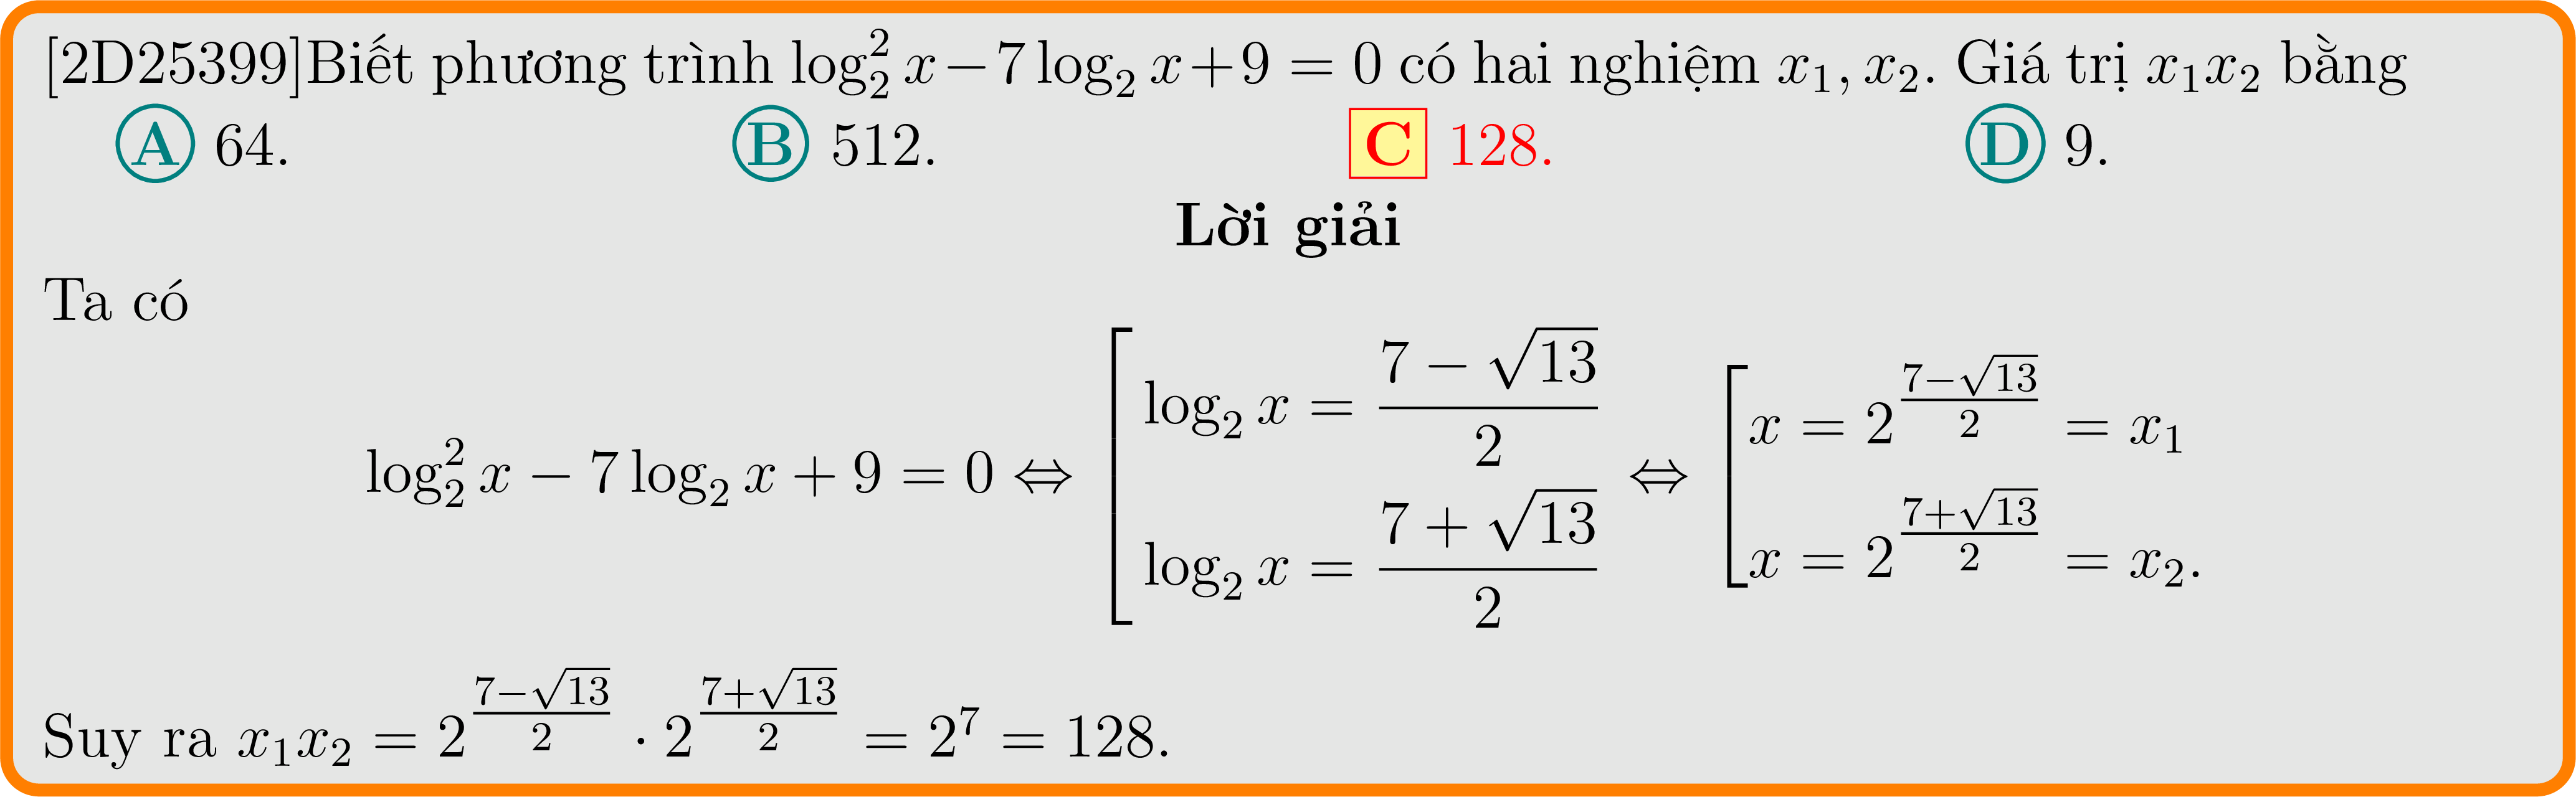 [2D25399]Biết phương trình $\log_2^2 x - 7\log_2 x + 9 = 0$ có hai nghiệm $x_1, x_2$. Giá trị $x_1x_2$ bằng
A 64. B 512. C 128. D 9.
Lời giải
Ta có
$\log_2^2 x - 7\log_2 x + 9 = 0 \Leftrightarrow \left[\begin{array}{l} \log_2 x = \dfrac{7-\sqrt{13}}{2} \\ \log_2 x = \dfrac{7+\sqrt{13}}{2} \end{array}\right. \Leftrightarrow \left[\begin{array}{l} x = 2^{\frac{7-\sqrt{13}}{2}} = x_1 \\ x = 2^{\frac{7+\sqrt{13}}{2}} = x_2. \end{array}\right.$
Suy ra $x_1x_2 = 2^{\frac{7-\sqrt{13}}{2}} \cdot 2^{\frac{7+\sqrt{13}}{2}} = 2^7 = 128.$